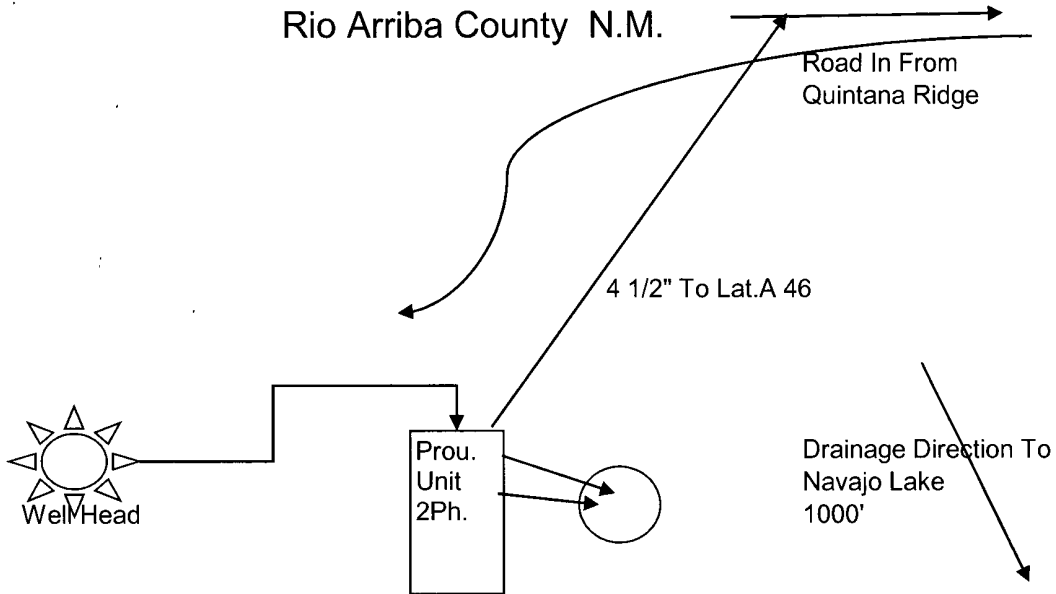 Rio Arriba County N.M.
Road In From
Quintana Ridge
4 1/2" To Lat.A 46
Prou.
Unit
2Ph.
Well Head
Drainage Direction To
Navajo Lake
1000'